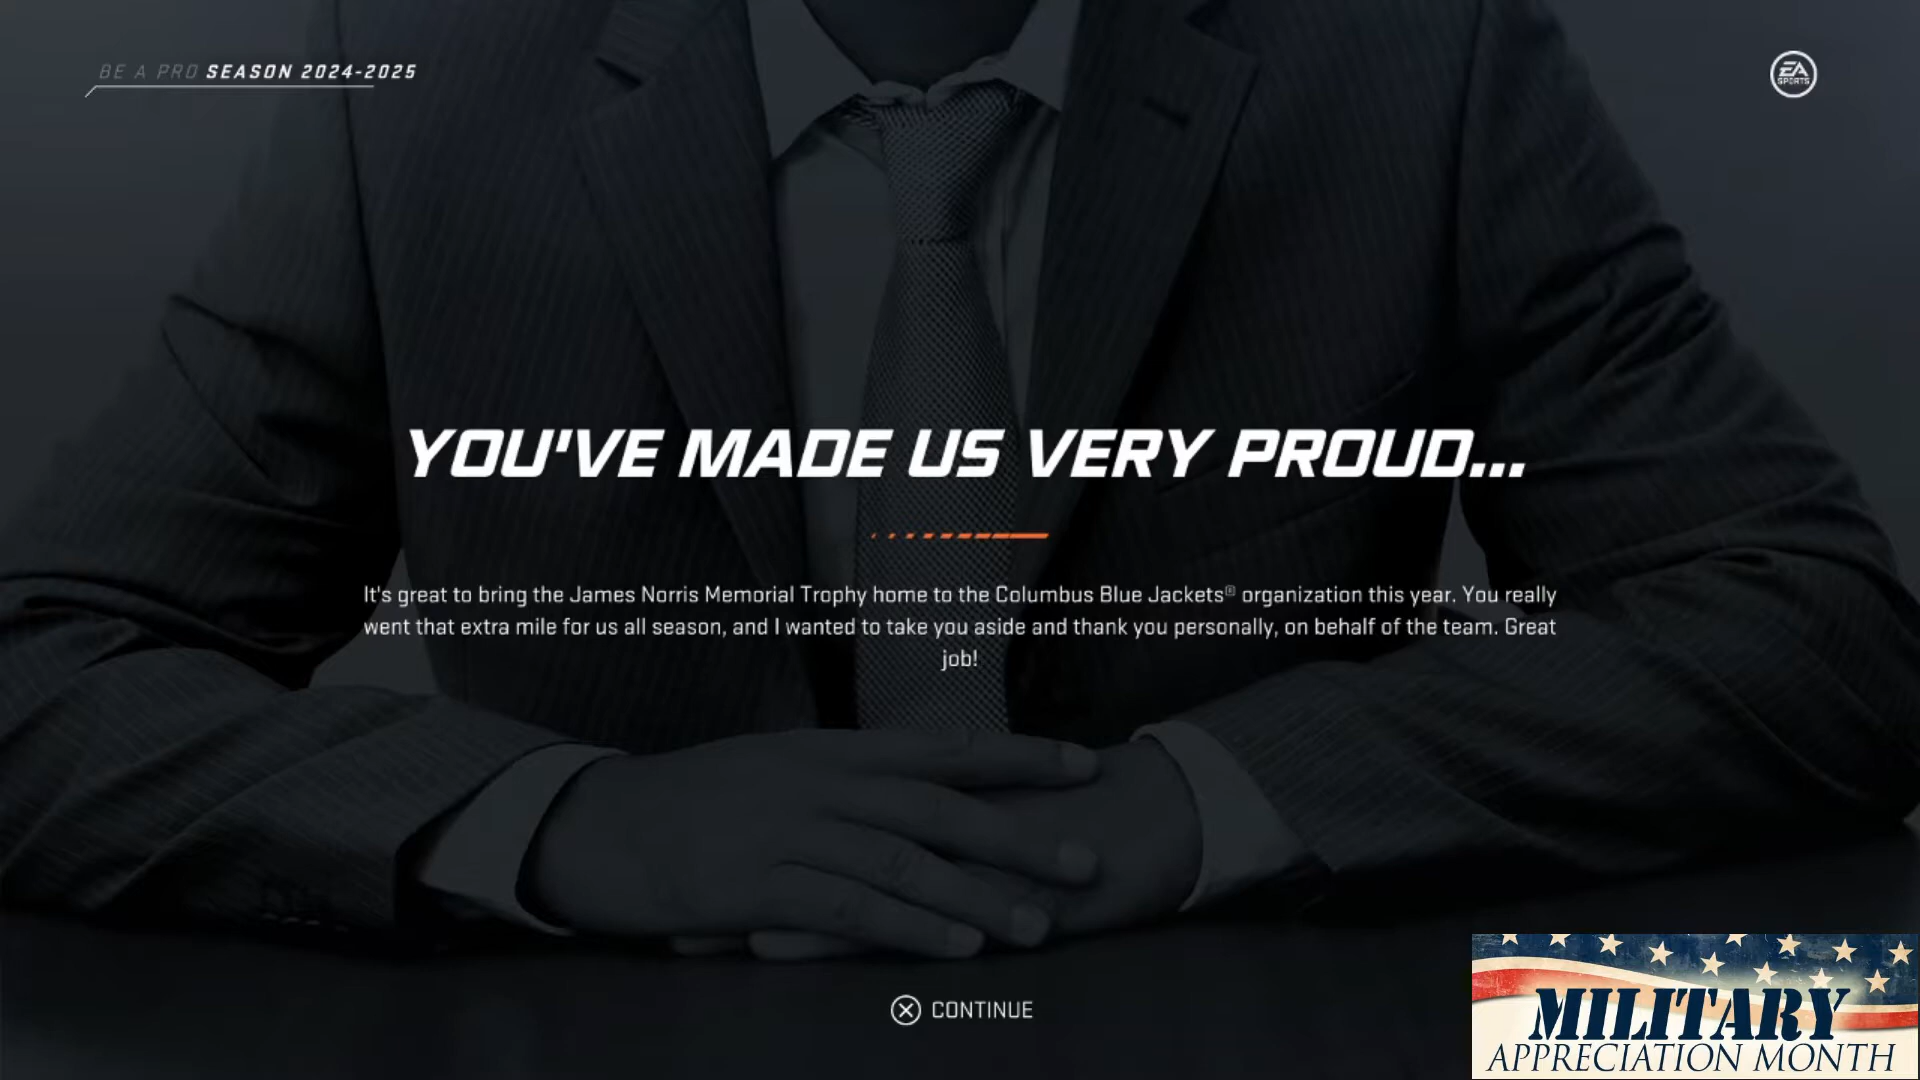 BE A PRO SEASON 2024-2025
EA
SPORTS
YOU'VE MADE US VERY PROUD...
It's great to bring the James Norris Memorial Trophy home to the Columbus Blue Jackets® organization this year. You really
went that extra mile for us all season, and I wanted to take you aside and thank you personally, on behalf of the team. Great
job!
CONTINUE
MILITARY
APPRECIATION MONTH